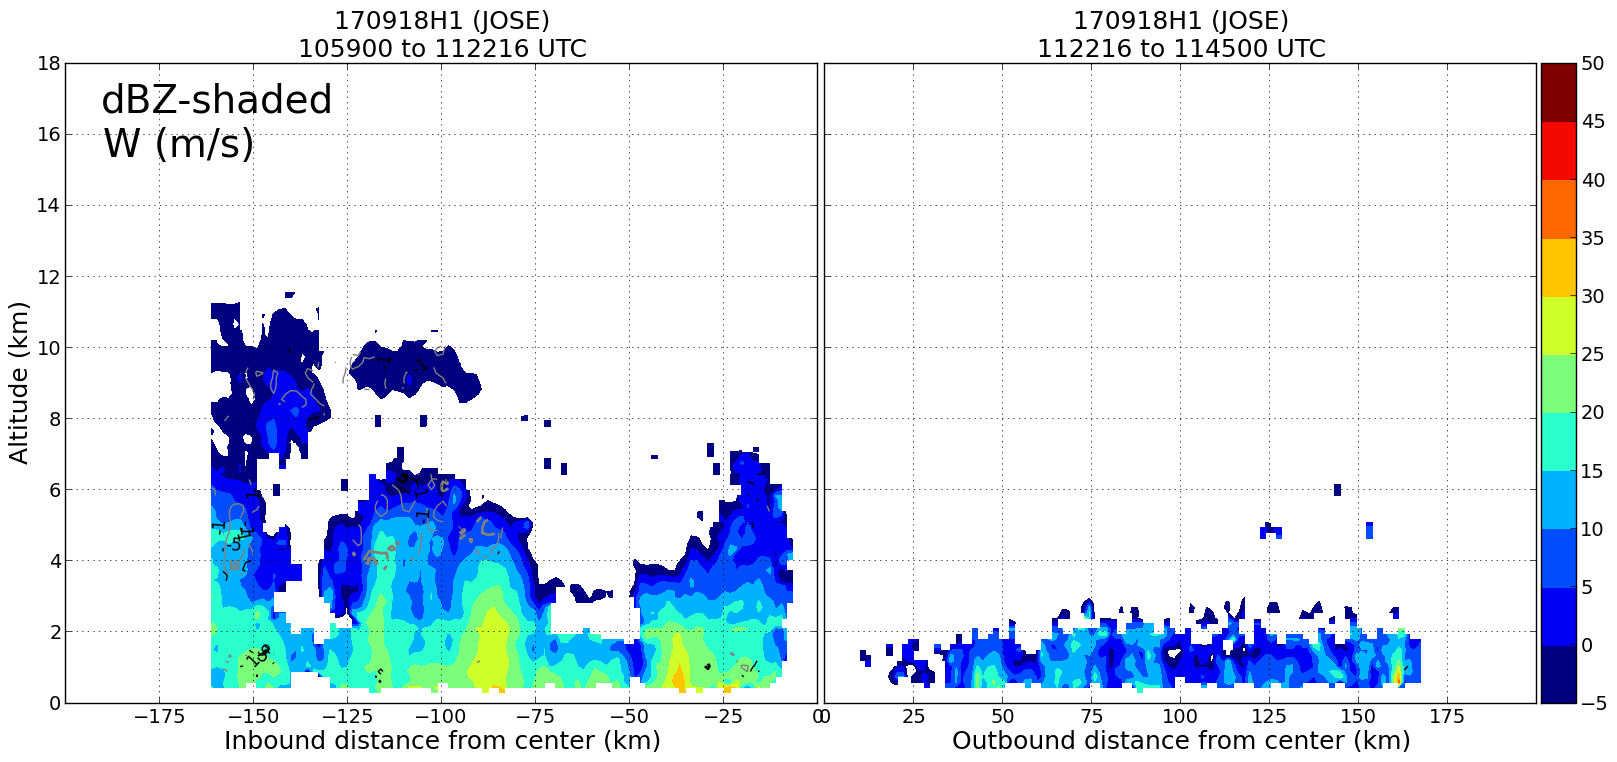 170918H1 (JOSE)
105900 to 112216 UTC
170918H1 (JOSE)
112216 to 114500 UTC
dBZ-shaded
W (m/s)
Altitude (km)
18
16
14
12
10
8
6
4
2
0
−175 −150 −125 −100 −75 −50 −25 0
Inbound distance from center (km)
0 25 50 75 100 125 150 175
Outbound distance from center (km)
50
45
40
35
30
25
20
15
10
5
0
−5